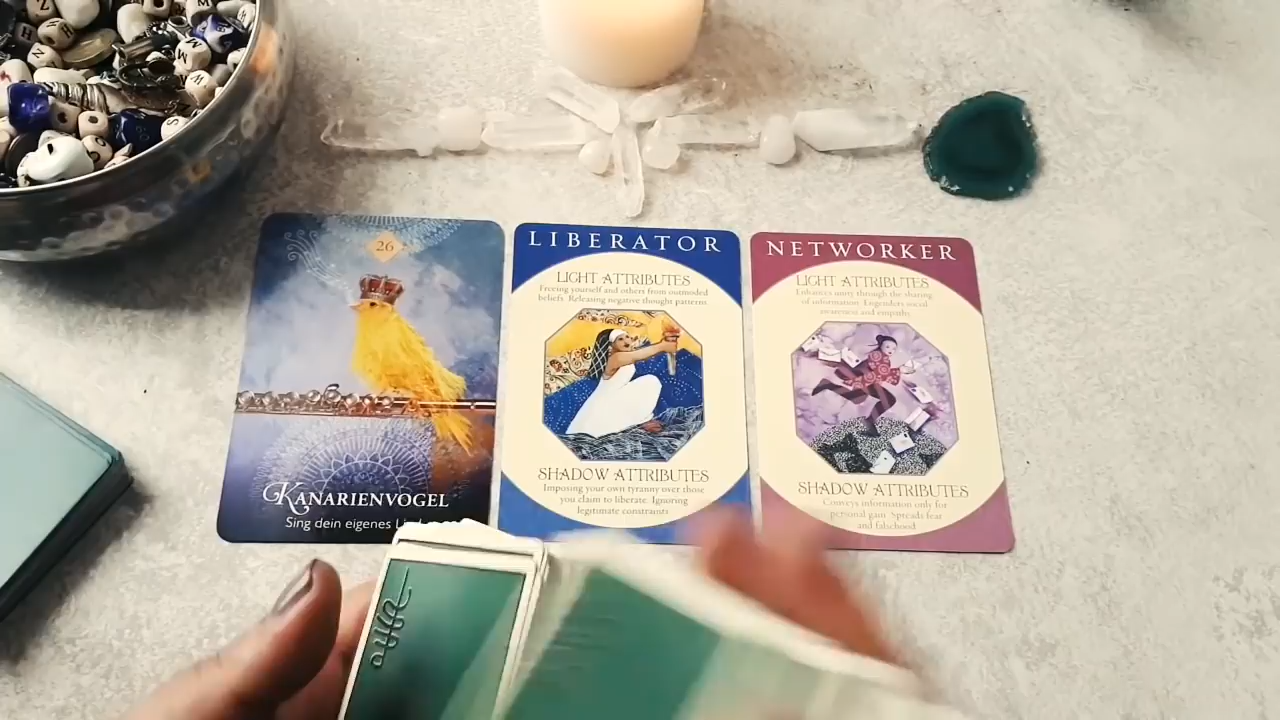 26
KANARIENVOGEL
Sing dein eigenes
LIBERATOR
LIGHT ATTRIBUTES
Freeing yourself and others from outmoded
beliefs. Releasing negative thought patterns.
SHADOW ATTRIBUTES
Imposing your own tyranny over those
you claim to liberate. Ignoring
legitimate constraints
NETWORKER
LIGHT ATTRIBUTES
Enhances unity through the sharing
of information. Engenders social
awareness and empathy.
SHADOW ATTRIBUTES
Conveys information only for
personal gain. Spreads fear
and falsehood
N
M